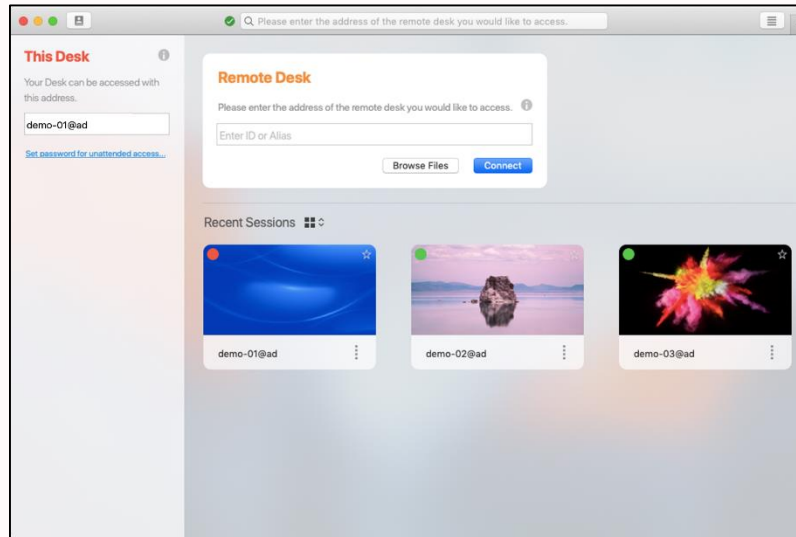 Please enter the address of the remote desk you would like to access.
This Desk
Your Desk can be accessed with
this address.
demo-01@ad
Set password for unattended access...
Remote Desk
Please enter the address of the remote desk you would like to access.
Enter ID or Alias
Browse Files
Connect
Recent Sessions
demo-01@ad
demo-02@ad
demo-03@ad